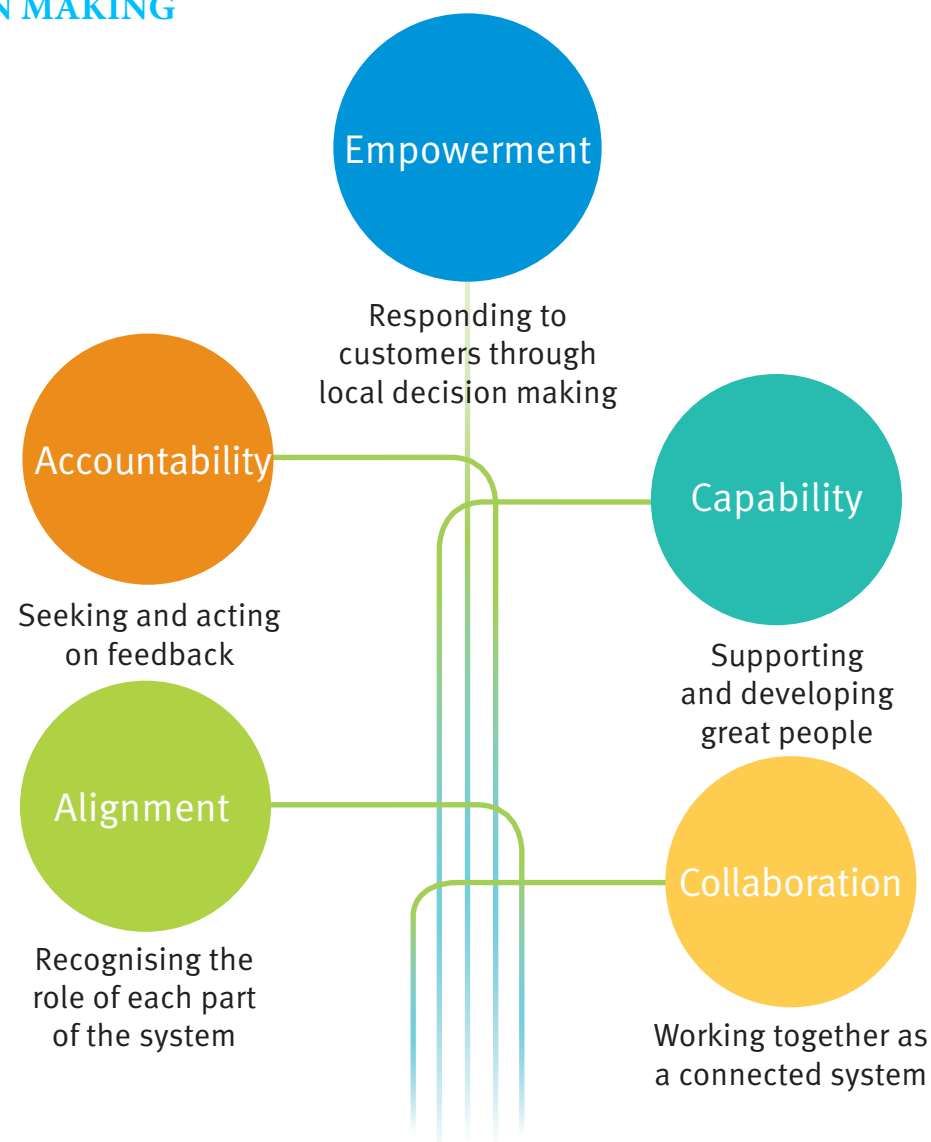 N MAKING
Empowerment
Responding to
customers through
local decision making
Accountability
Seeking and acting
on feedback
Capability
Supporting
and developing
great people
Alignment
Recognising the
role of each part
of the system
Collaboration
Working together as
a connected system